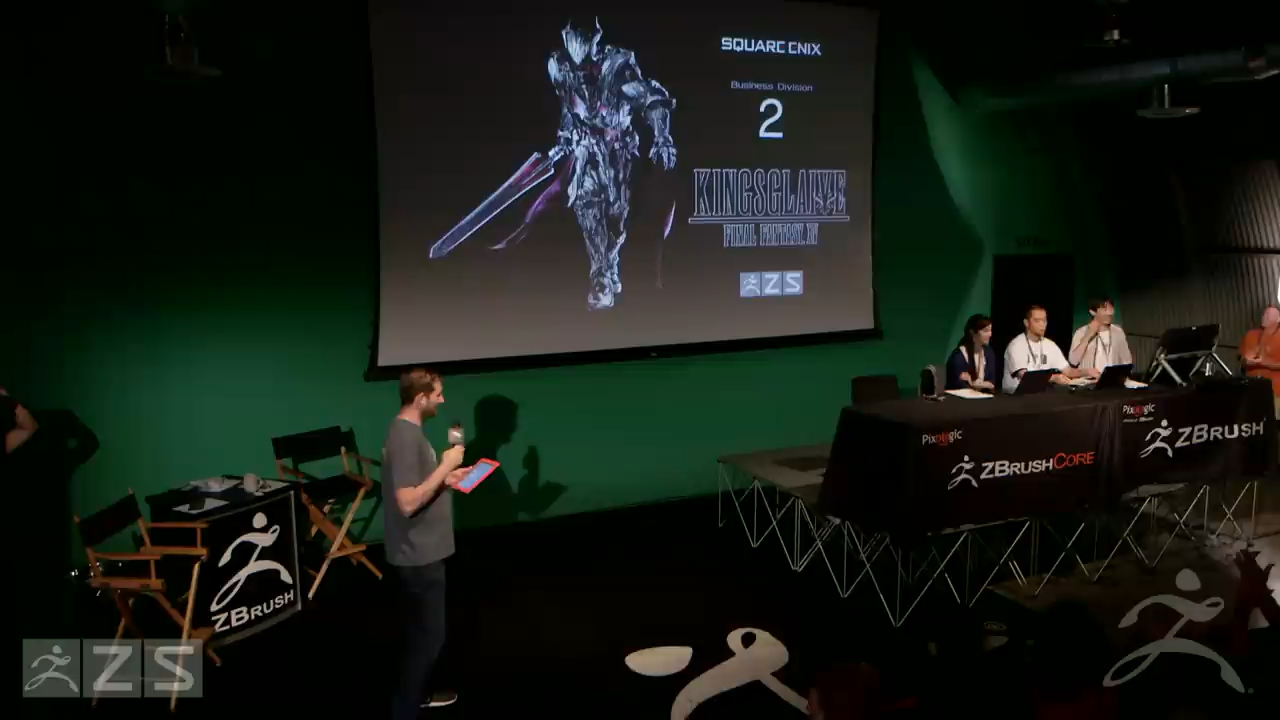 SQUARE ENIX
Business Division
2
KINGSGLAIVE
FINAL FANTASY XV
ZS
Pixologic
ZBRUSHCORE
Pixologic
ZBRUSH
ZBRUSH
ZS